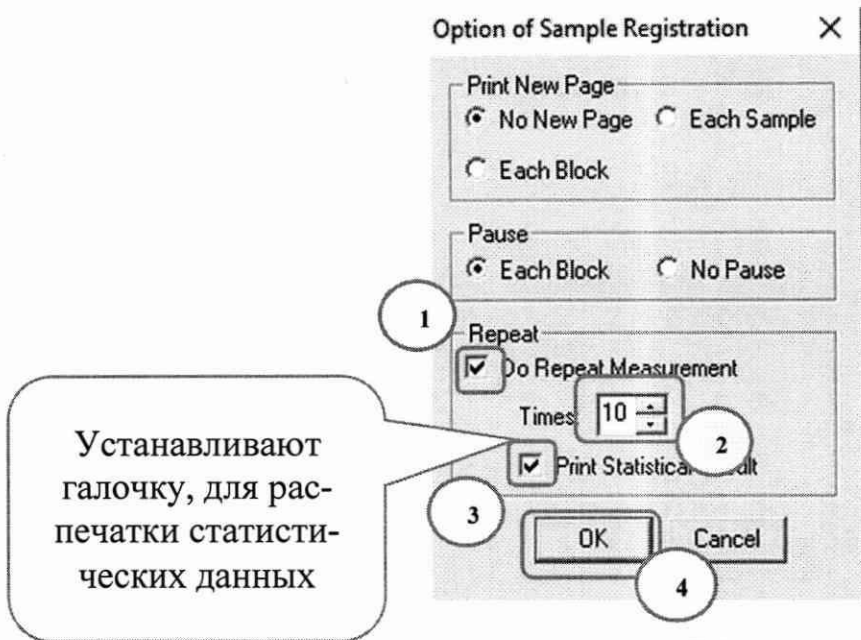 Option of Sample Registration
Print New Page
No New Page Each Sample
Each Block
Pause
Each Block No Pause
1
Repeat
Do Repeat Measurement
Times 10
2
Print Statistical
3
OK Cancel
4
Устанавливают
галочку, для рас-
печатки статисти-
ческих данных